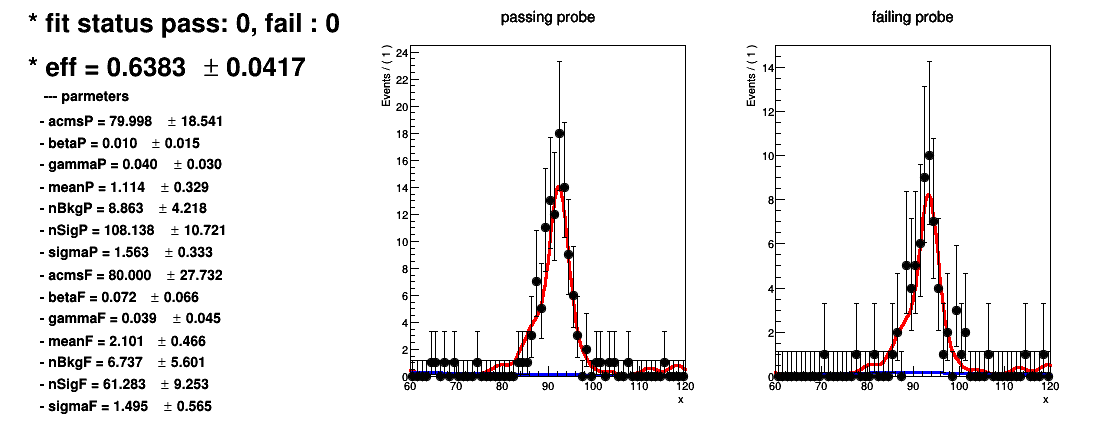 * fit status pass: 0, fail : 0
* eff = 0.6383 ± 0.0417
--- parmeters
- acmsP = 79.998 ± 18.541
- betaP = 0.010 ± 0.015
- gammaP = 0.040 ± 0.030
- meanP = 1.114 ± 0.329
- nBkgP = 8.863 ± 4.218
- nSigP = 108.138 ± 10.721
- sigmaP = 1.563 ± 0.333
- acmsF = 80.000 ± 27.732
- betaF = 0.072 ± 0.066
- gammaF = 0.039 ± 0.045
- meanF = 2.101 ± 0.466
- nBkgF = 6.737 ± 5.601
- nSigF = 61.283 ± 9.253
- sigmaF = 1.495 ± 0.565
passing probe
Events / ( 1 )
24
22
20
18
16
14
12
10
8
6
4
2
0
60 70 80 90 100 110 120
x
failing probe
Events / ( 1 )
14
12
10
8
6
4
2
0
60 70 80 90 100 110 120
x